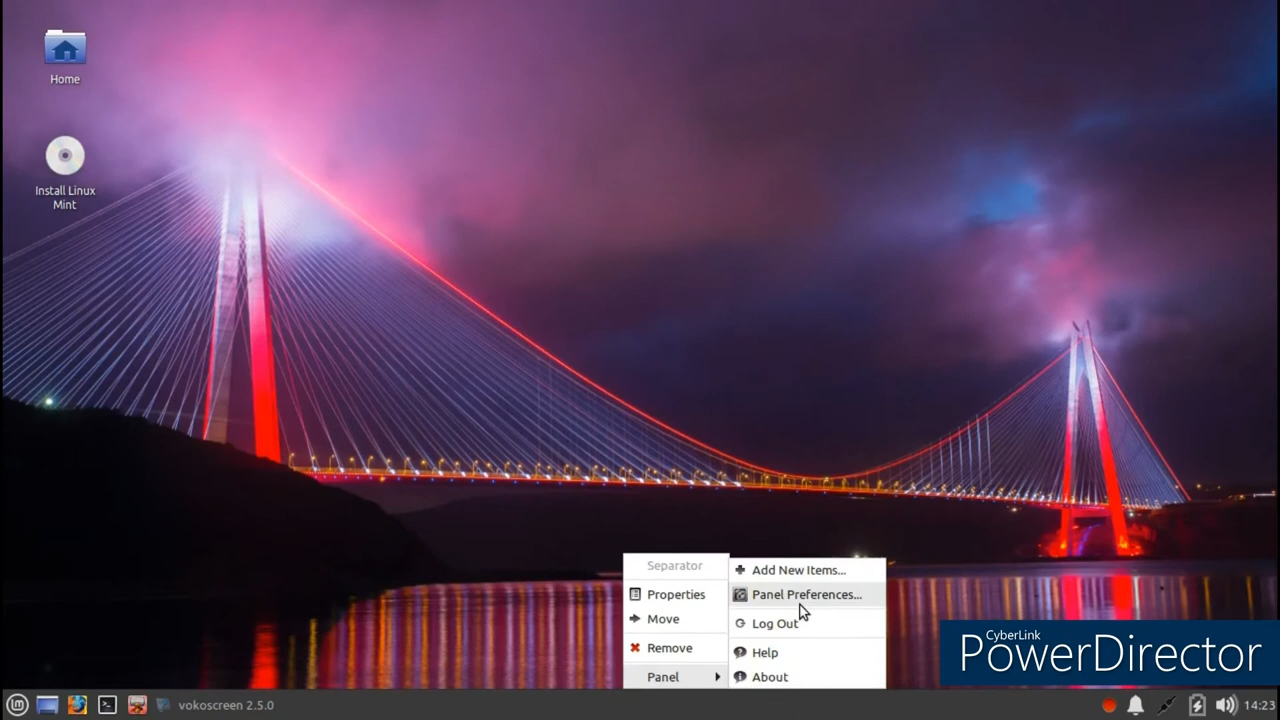 Home
Install Linux
Mint
Separator
Properties
Move
Remove
Panel
Add New Items...
Panel Preferences...
Log Out
Help
About
CyberLink
PowerDirector
vokoscreen 2.5.0
14:23